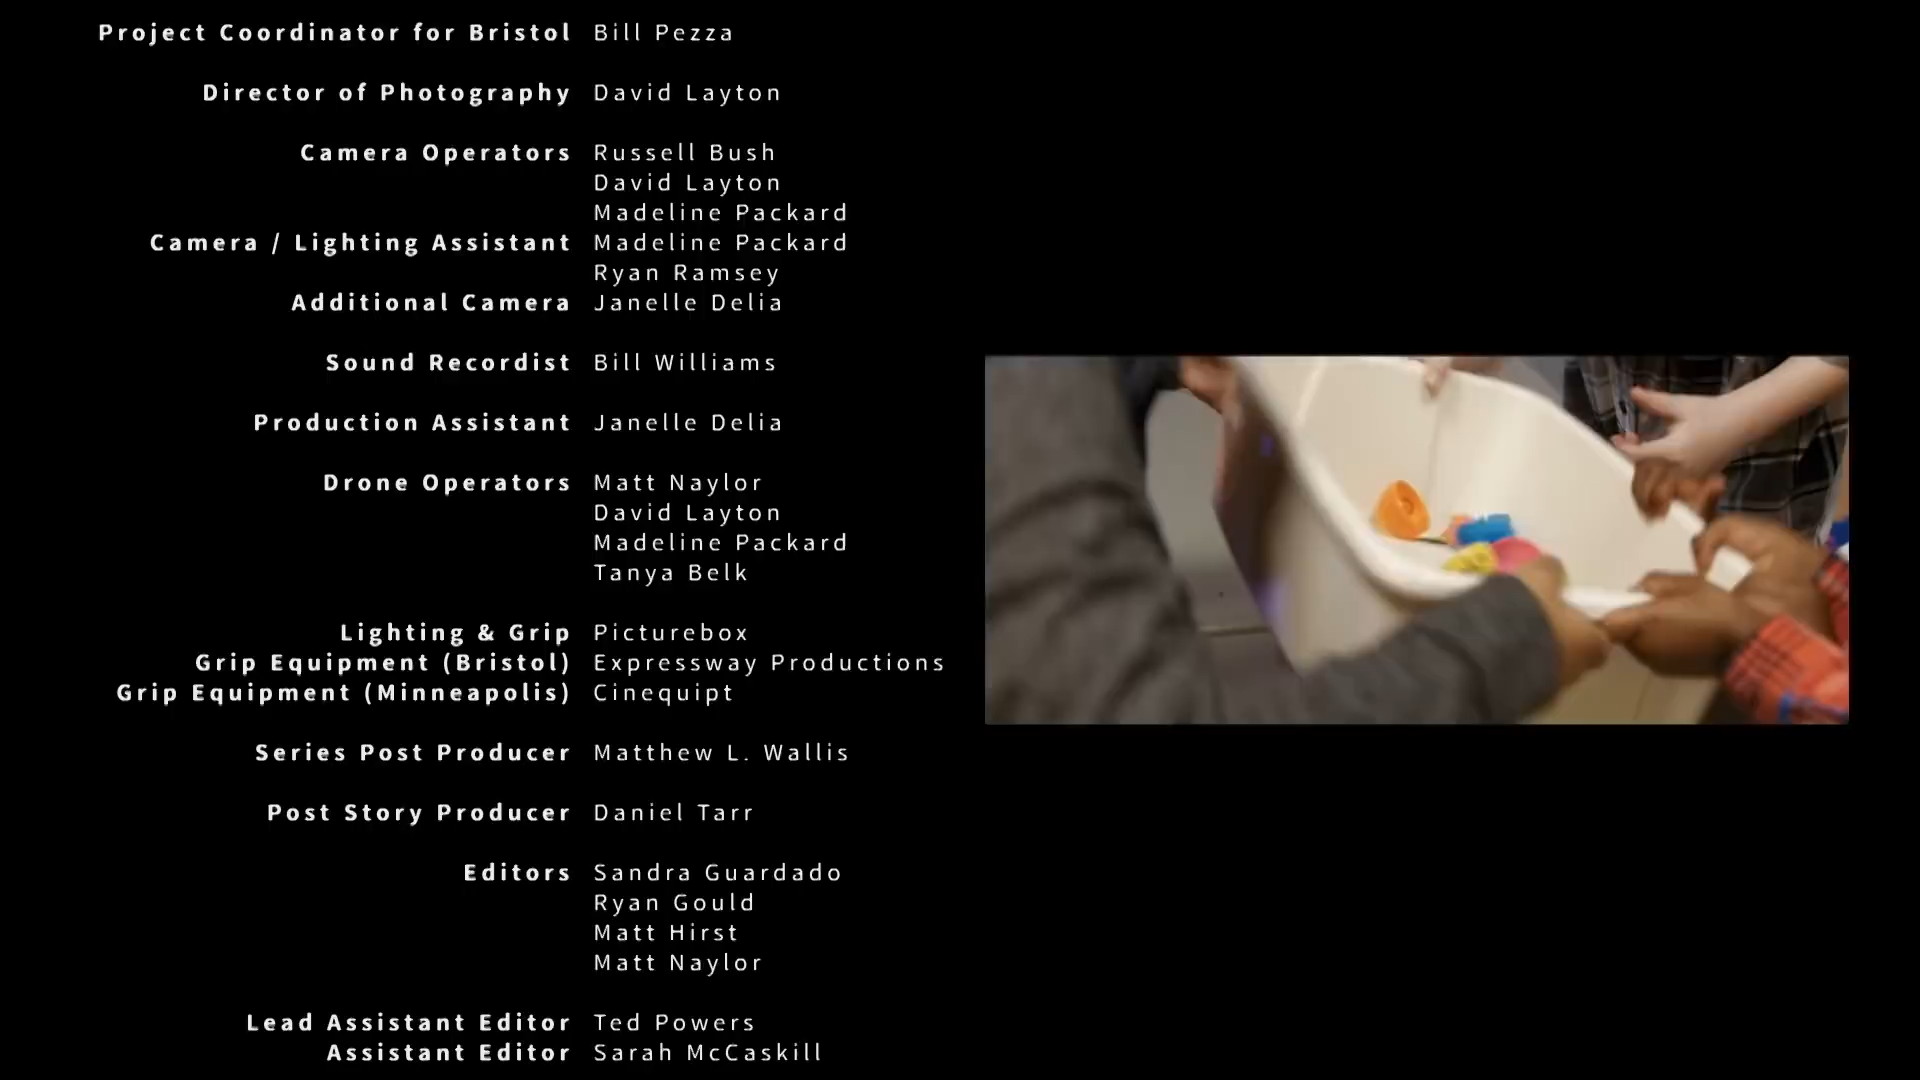 Project Coordinator for Bristol Bill Pezza
Director of Photography David Layton
Camera Operators Russell Bush
David Layton
Madeline Packard
Camera / Lighting Assistant Madeline Packard
Ryan Ramsey
Additional Camera Janelle Delia
Sound Recordist Bill Williams
Production Assistant Janelle Delia
Drone Operators Matt Naylor
David Layton
Madeline Packard
Tanya Belk
Lighting & Grip Picturebox
Grip Equipment (Bristol) Expressway Productions
Grip Equipment (Minneapolis) Cinequipt
Series Post Producer Matthew L. Wallis
Post Story Producer Daniel Tarr
Editors Sandra Guardado
Ryan Gould
Matt Hirst
Matt Naylor
Lead Assistant Editor Ted Powers
Assistant Editor Sarah McCaskill